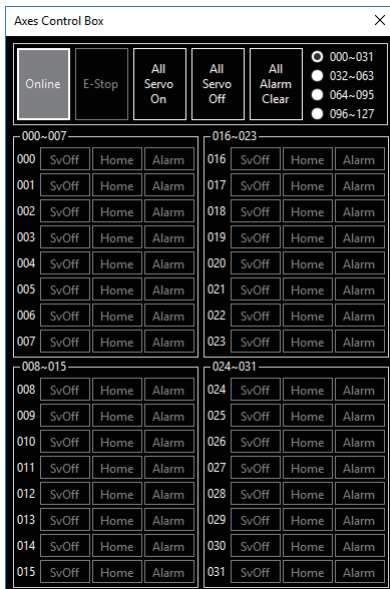 Axes Control Box
Online
E-Stop
All
Servo
On
All
Servo
Off
All
Alarm
Clear
000~031
032~063
064~095
096~127
000~007
000 SvOff Home Alarm
001 SvOff Home Alarm
002 SvOff Home Alarm
003 SvOff Home Alarm
004 SvOff Home Alarm
005 SvOff Home Alarm
006 SvOff Home Alarm
007 SvOff Home Alarm
016~023
016 SvOff Home Alarm
017 SvOff Home Alarm
018 SvOff Home Alarm
019 SvOff Home Alarm
020 SvOff Home Alarm
021 SvOff Home Alarm
022 SvOff Home Alarm
023 SvOff Home Alarm
008~015
008 SvOff Home Alarm
009 SvOff Home Alarm
010 SvOff Home Alarm
011 SvOff Home Alarm
012 SvOff Home Alarm
013 SvOff Home Alarm
014 SvOff Home Alarm
015 SvOff Home Alarm
024~031
024 SvOff Home Alarm
025 SvOff Home Alarm
026 SvOff Home Alarm
027 SvOff Home Alarm
028 SvOff Home Alarm
029 SvOff Home Alarm
030 SvOff Home Alarm
031 SvOff Home Alarm